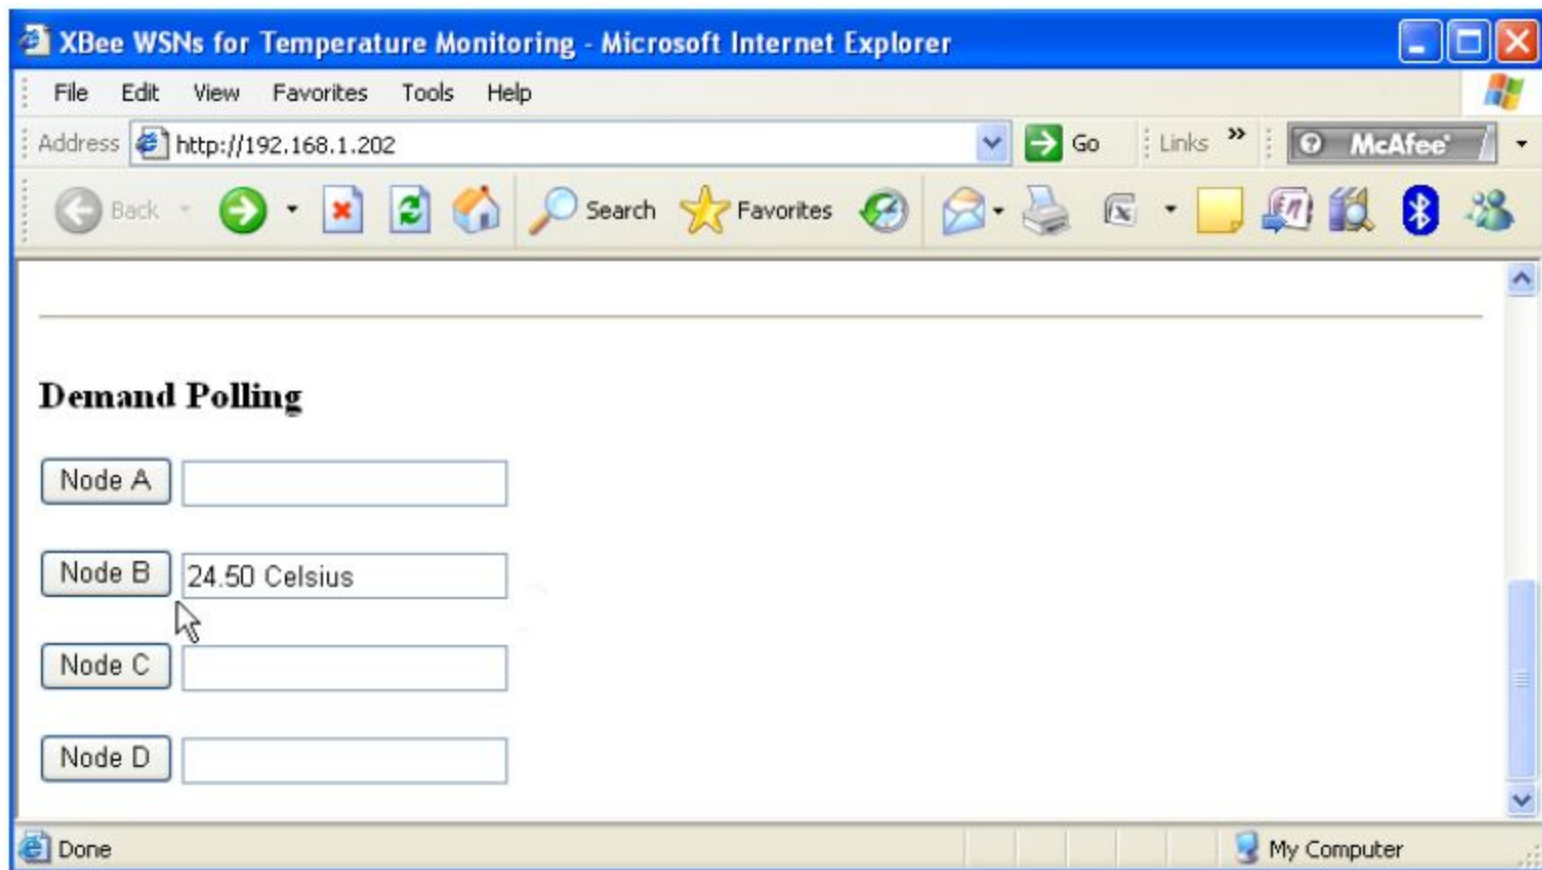 XBee WSNs for Temperature Monitoring - Microsoft Internet Explorer
File Edit View Favorites Tools Help
Address http://192.168.1.202 Go Links » McAfee
Back Search Favorites
Demand Polling
Node A
Node B 24.50 Celsius
Node C
Node D
Done My Computer